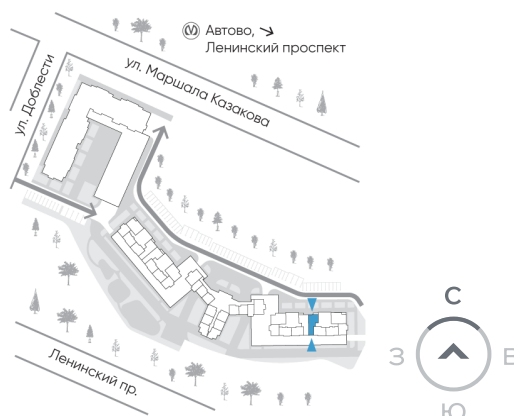 Ⓜ Автово, ↘
Ленинский проспект
ул. Маршала Казакова
ул. Доблести
Ленинский пр.
С
З
В
Ю